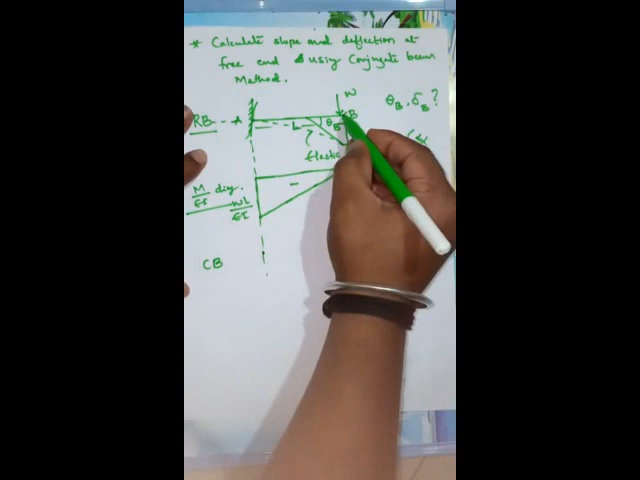 * Calculate slope and deflection at
free end & using Conjugate beam
Method.
W
θB, δB ?
RB A L θB B
Elastic
M/EI diag. -
WL/EI
CB